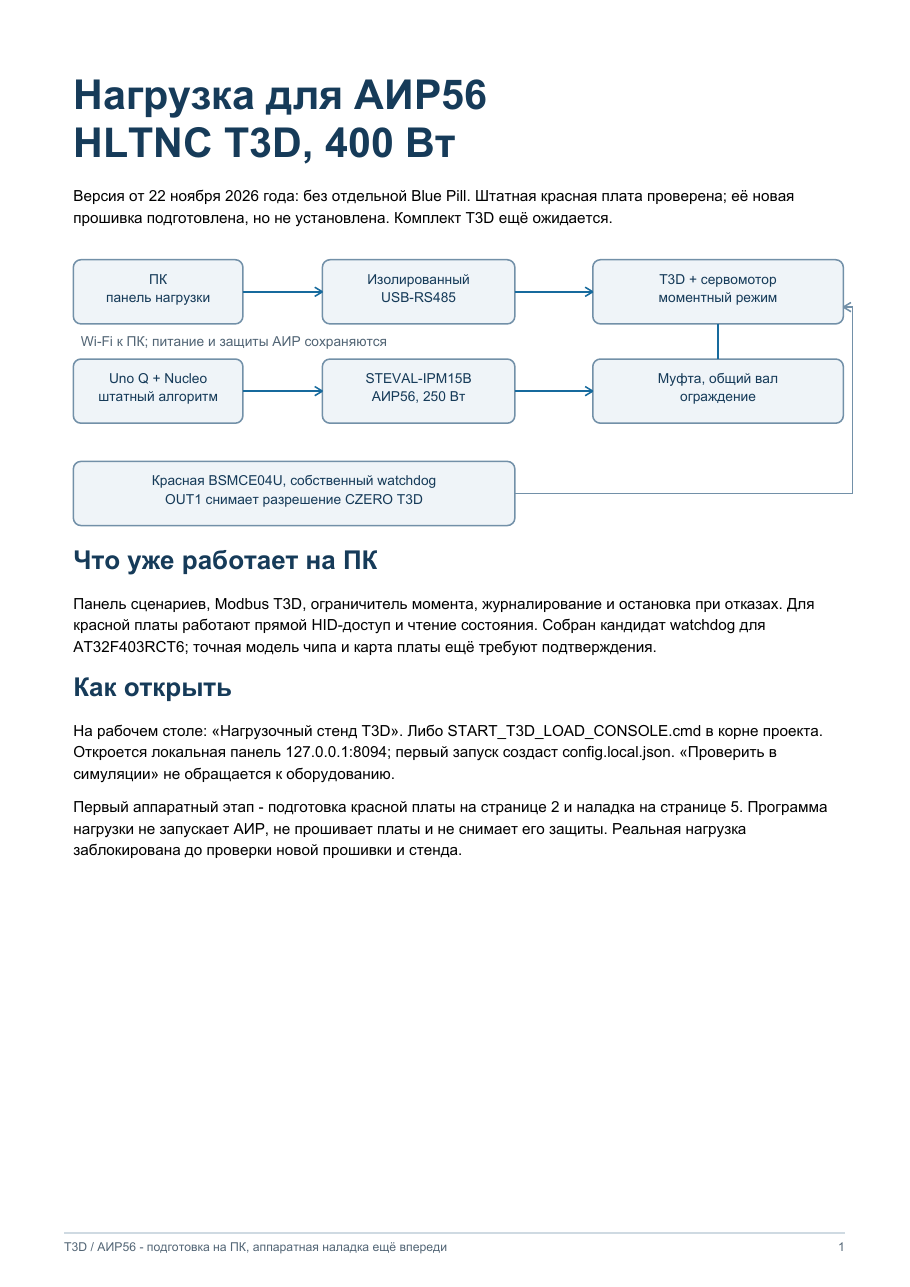 Нагрузка для АИР56
HLTNC T3D, 400 Вт
Версия от 22 ноября 2026 года: без отдельной Blue Pill. Штатная красная плата проверена; её новая
прошивка подготовлена, но не установлена. Комплект T3D ещё ожидается.
ПК
панель нагрузки
Изолированный
USB-RS485
T3D + сервомотор
моментный режим
Wi-Fi к ПК; питание и защиты АИР сохраняются
Uno Q + Nucleo
штатный алгоритм
STEVAL-IPM15B
АИР56, 250 Вт
Муфта, общий вал
ограждение
Красная BSMCE04U, собственный watchdog
OUT1 снимает разрешение CZERO T3D
Что уже работает на ПК
Панель сценариев, Modbus T3D, ограничитель момента, журналирование и остановка при отказах. Для
красной платы работают прямой HID-доступ и чтение состояния. Собран кандидат watchdog для
AT32F403RCT6; точная модель чипа и карта платы ещё требуют подтверждения.
Как открыть
На рабочем столе: «Нагрузочный стенд T3D». Либо START_T3D_LOAD_CONSOLE.cmd в корне проекта.
Откроется локальная панель 127.0.0.1:8094; первый запуск создаст config.local.json. «Проверить в
симуляции» не обращается к оборудованию.
Первый аппаратный этап - подготовка красной платы на странице 2 и наладка на странице 5. Программа
нагрузки не запускает АИР, не прошивает платы и не снимает его защиты. Реальная нагрузка
заблокирована до проверки новой прошивки и стенда.
T3D / АИР56 - подготовка на ПК, аппаратная наладка ещё впереди
1